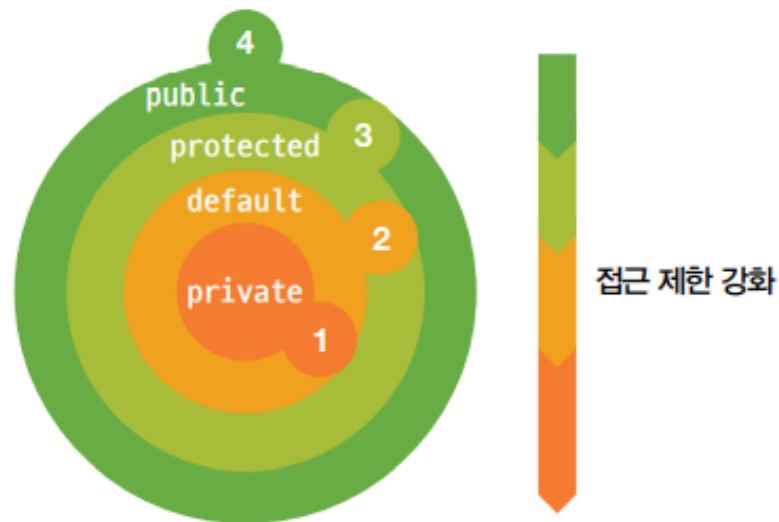 4
public
3
protected
default
2
private
접근 제한 강화
1